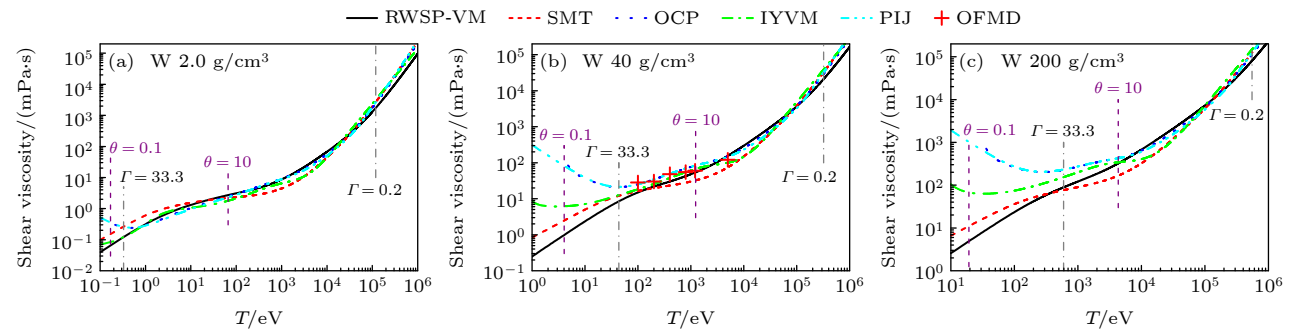 RWSP-VM SMT OCP IYVM PIJ OFMD
(a) W 2.0 g/cm³
Shear viscosity/(mPa·s)
10⁵
10⁴
10³
10²
10¹
10⁰
10⁻¹
10⁻²
θ = 0.1
Γ = 33.3
θ = 10
Γ = 0.2
10⁻¹ 10⁰ 10¹ 10² 10³ 10⁴ 10⁵ 10⁶
T/eV
(b) W 40 g/cm³
Shear viscosity/(mPa·s)
10⁵
10⁴
10³
10²
10¹
10⁰
10⁻¹
θ = 0.1
Γ = 33.3
θ = 10
Γ = 0.2
10⁰ 10¹ 10² 10³ 10⁴ 10⁵ 10⁶
T/eV
(c) W 200 g/cm³
Shear viscosity/(mPa·s)
10⁵
10⁴
10³
10²
10¹
10⁰
θ = 0.1
Γ = 33.3
θ = 10
Γ = 0.2
10¹ 10² 10³ 10⁴ 10⁵ 10⁶
T/eV